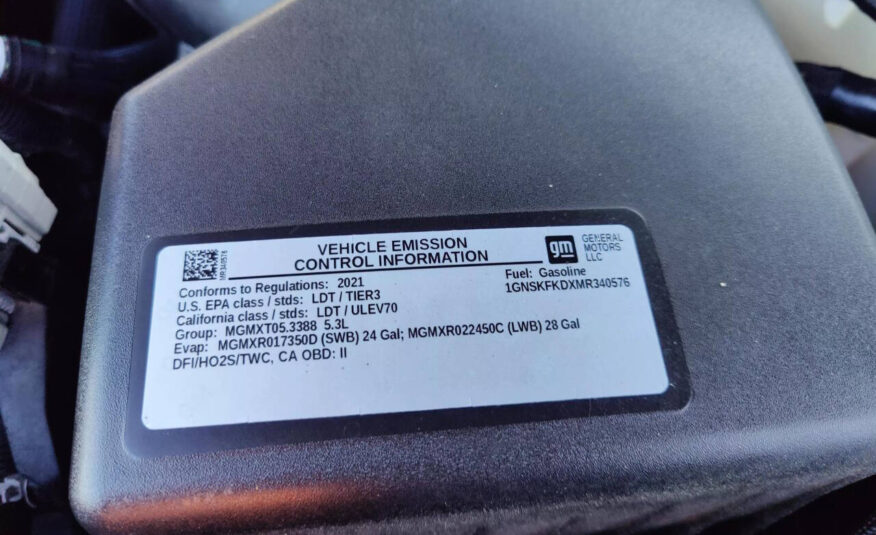 VEHICLE EMISSION
CONTROL INFORMATION
gm
GENERAL
MOTORS
LLC
MR340576
Conforms to Regulations: 2021
Fuel: Gasoline
U.S. EPA class / stds: LDT / TIER3
1GNSKFKDXMR340576
California class / stds: LDT / ULEV70
Group: MGMXT05.3388 5.3L
Evap: MGMXR017350D (SWB) 24 Gal; MGMXR022450C (LWB) 28 Gal
DFI/HO2S/TWC, CA OBD: II